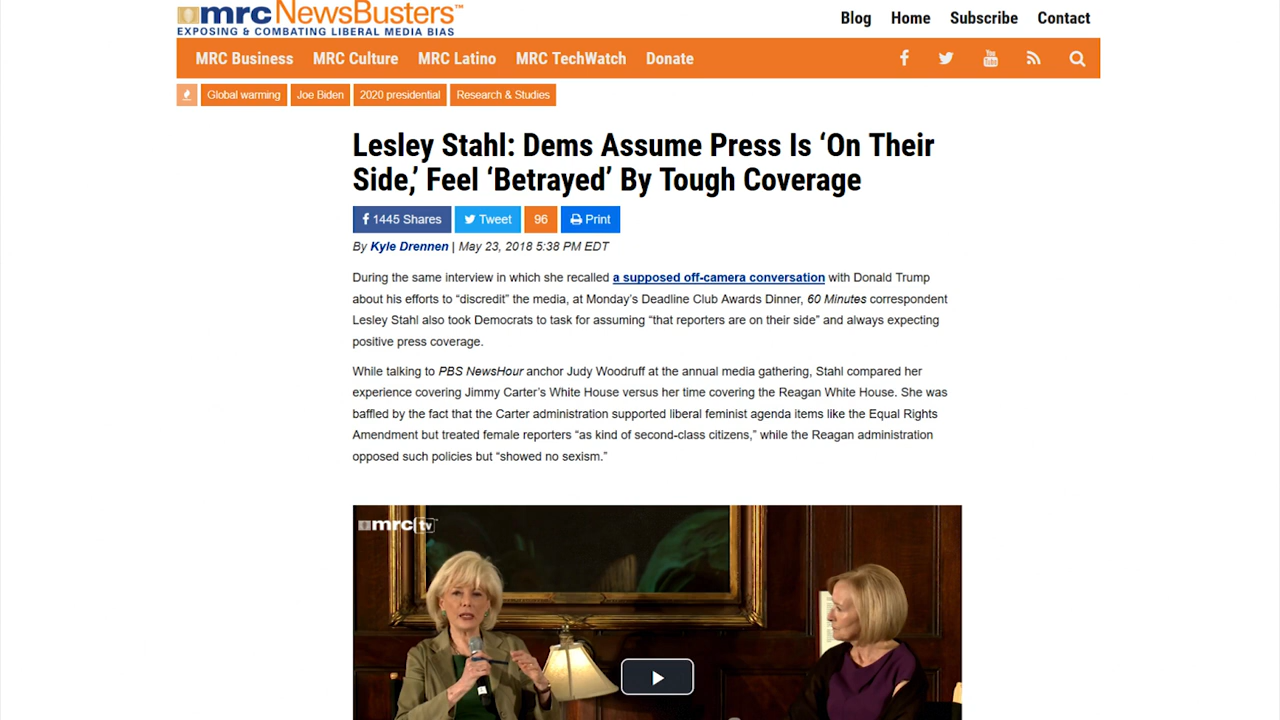 mrc NewsBusters™
EXPOSING & COMBATING LIBERAL MEDIA BIAS
Blog Home Subscribe Contact
MRC Business MRC Culture MRC Latino MRC TechWatch Donate
You Tube
Global warming Joe Biden 2020 presidential Research & Studies
Lesley Stahl: Dems Assume Press Is ‘On Their
Side,’ Feel ‘Betrayed’ By Tough Coverage
1445 Shares Tweet 96 Print
By Kyle Drennen | May 23, 2018 5:38 PM EDT
During the same interview in which she recalled a supposed off-camera conversation with Donald Trump
about his efforts to “discredit” the media, at Monday’s Deadline Club Awards Dinner, 60 Minutes correspondent
Lesley Stahl also took Democrats to task for assuming “that reporters are on their side” and always expecting
positive press coverage.
While talking to PBS NewsHour anchor Judy Woodruff at the annual media gathering, Stahl compared her
experience covering Jimmy Carter’s White House versus her time covering the Reagan White House. She was
baffled by the fact that the Carter administration supported liberal feminist agenda items like the Equal Rights
Amendment but treated female reporters “as kind of second-class citizens,” while the Reagan administration
opposed such policies but “showed no sexism.”
mrc tv